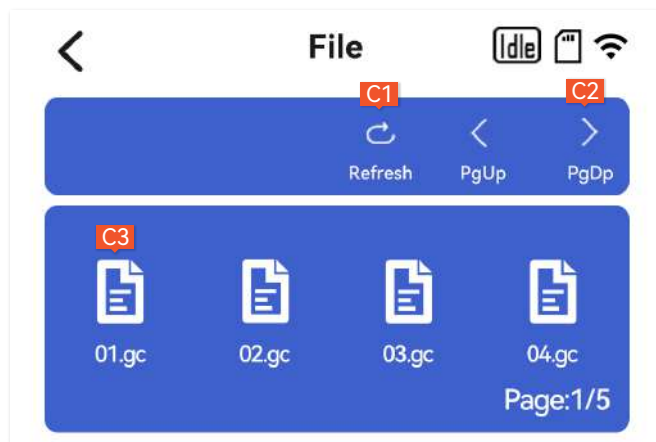 File Idle
C1 C2
Refresh PgUp PgDp
C3
01.gc 02.gc 03.gc 04.gc
Page:1/5